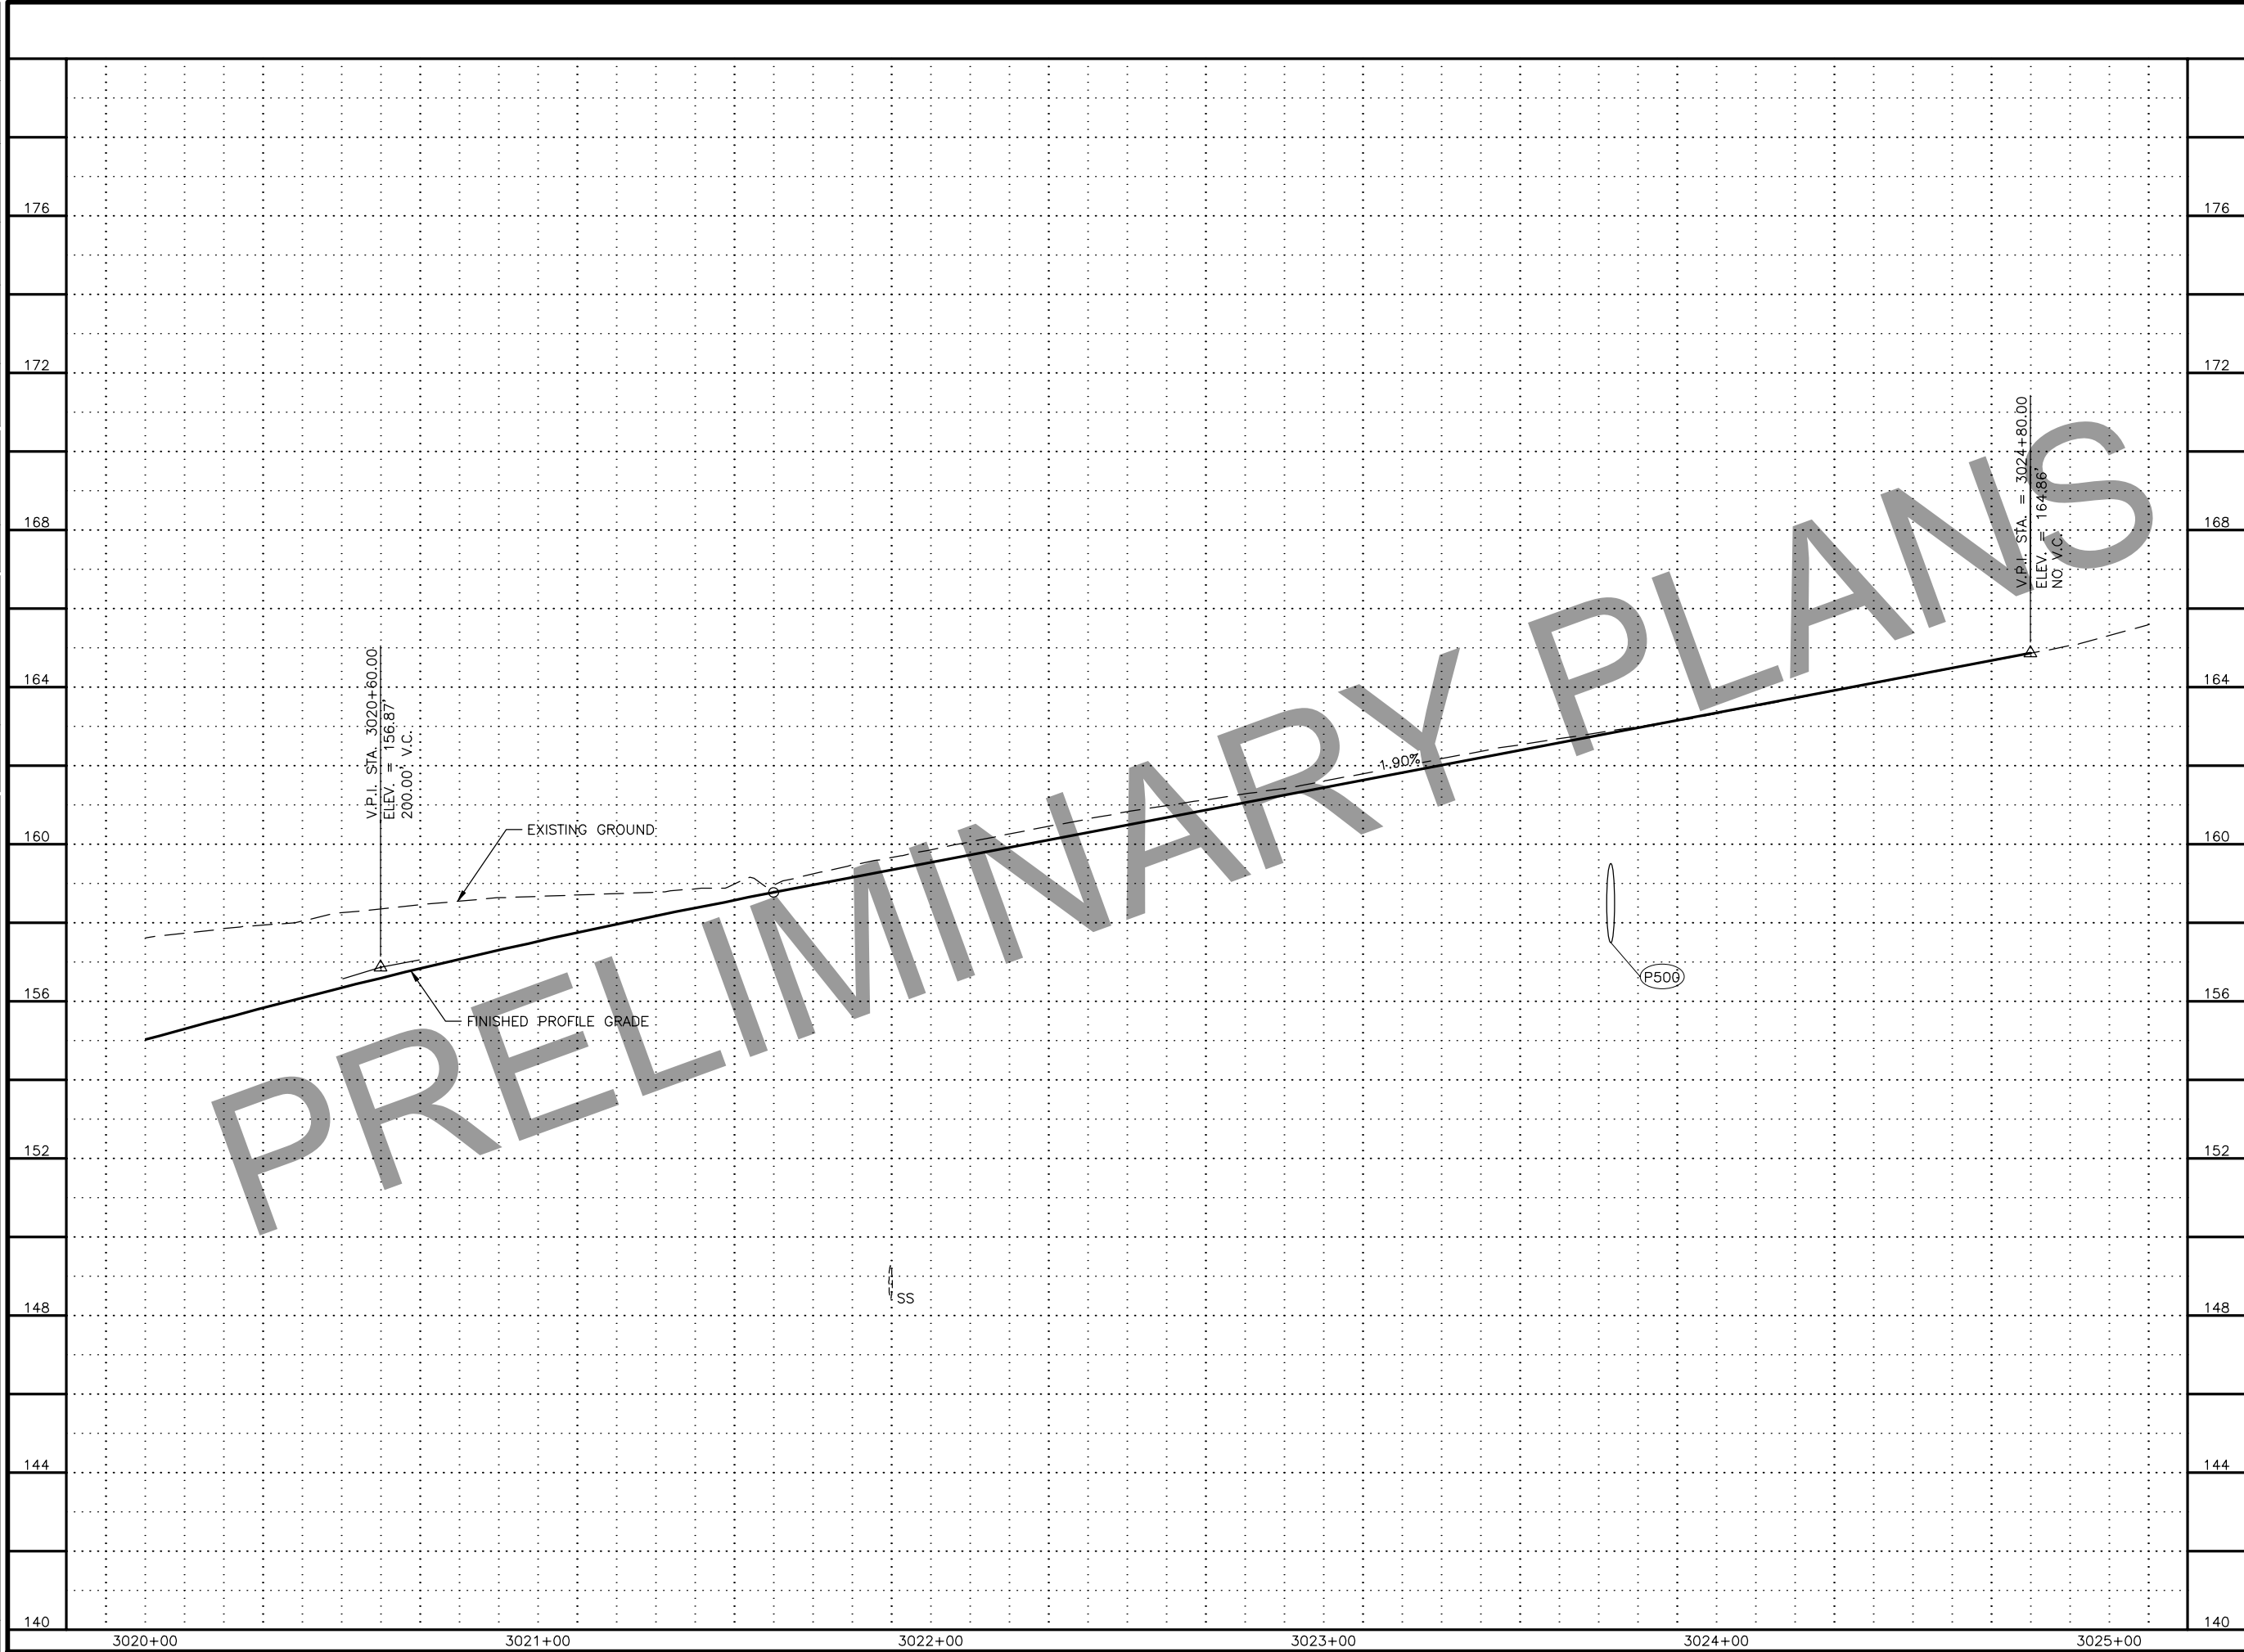 176
176
172
172
V.P.I. STA. = 3024+80.00
ELEV. = 164.86'
NO V.C.
168
168
V.P.I. STA. 3020+60.00
ELEV. = 156.87'
200.00' V.C.
164
164
1.90%
EXISTING GROUND
160
160
P500
156
156
FINISHED PROFILE GRADE
PRELIMINARY PLANS
152
152
SS
148
148
144
144
140
140
3020+00
3021+00
3022+00
3023+00
3024+00
3025+00